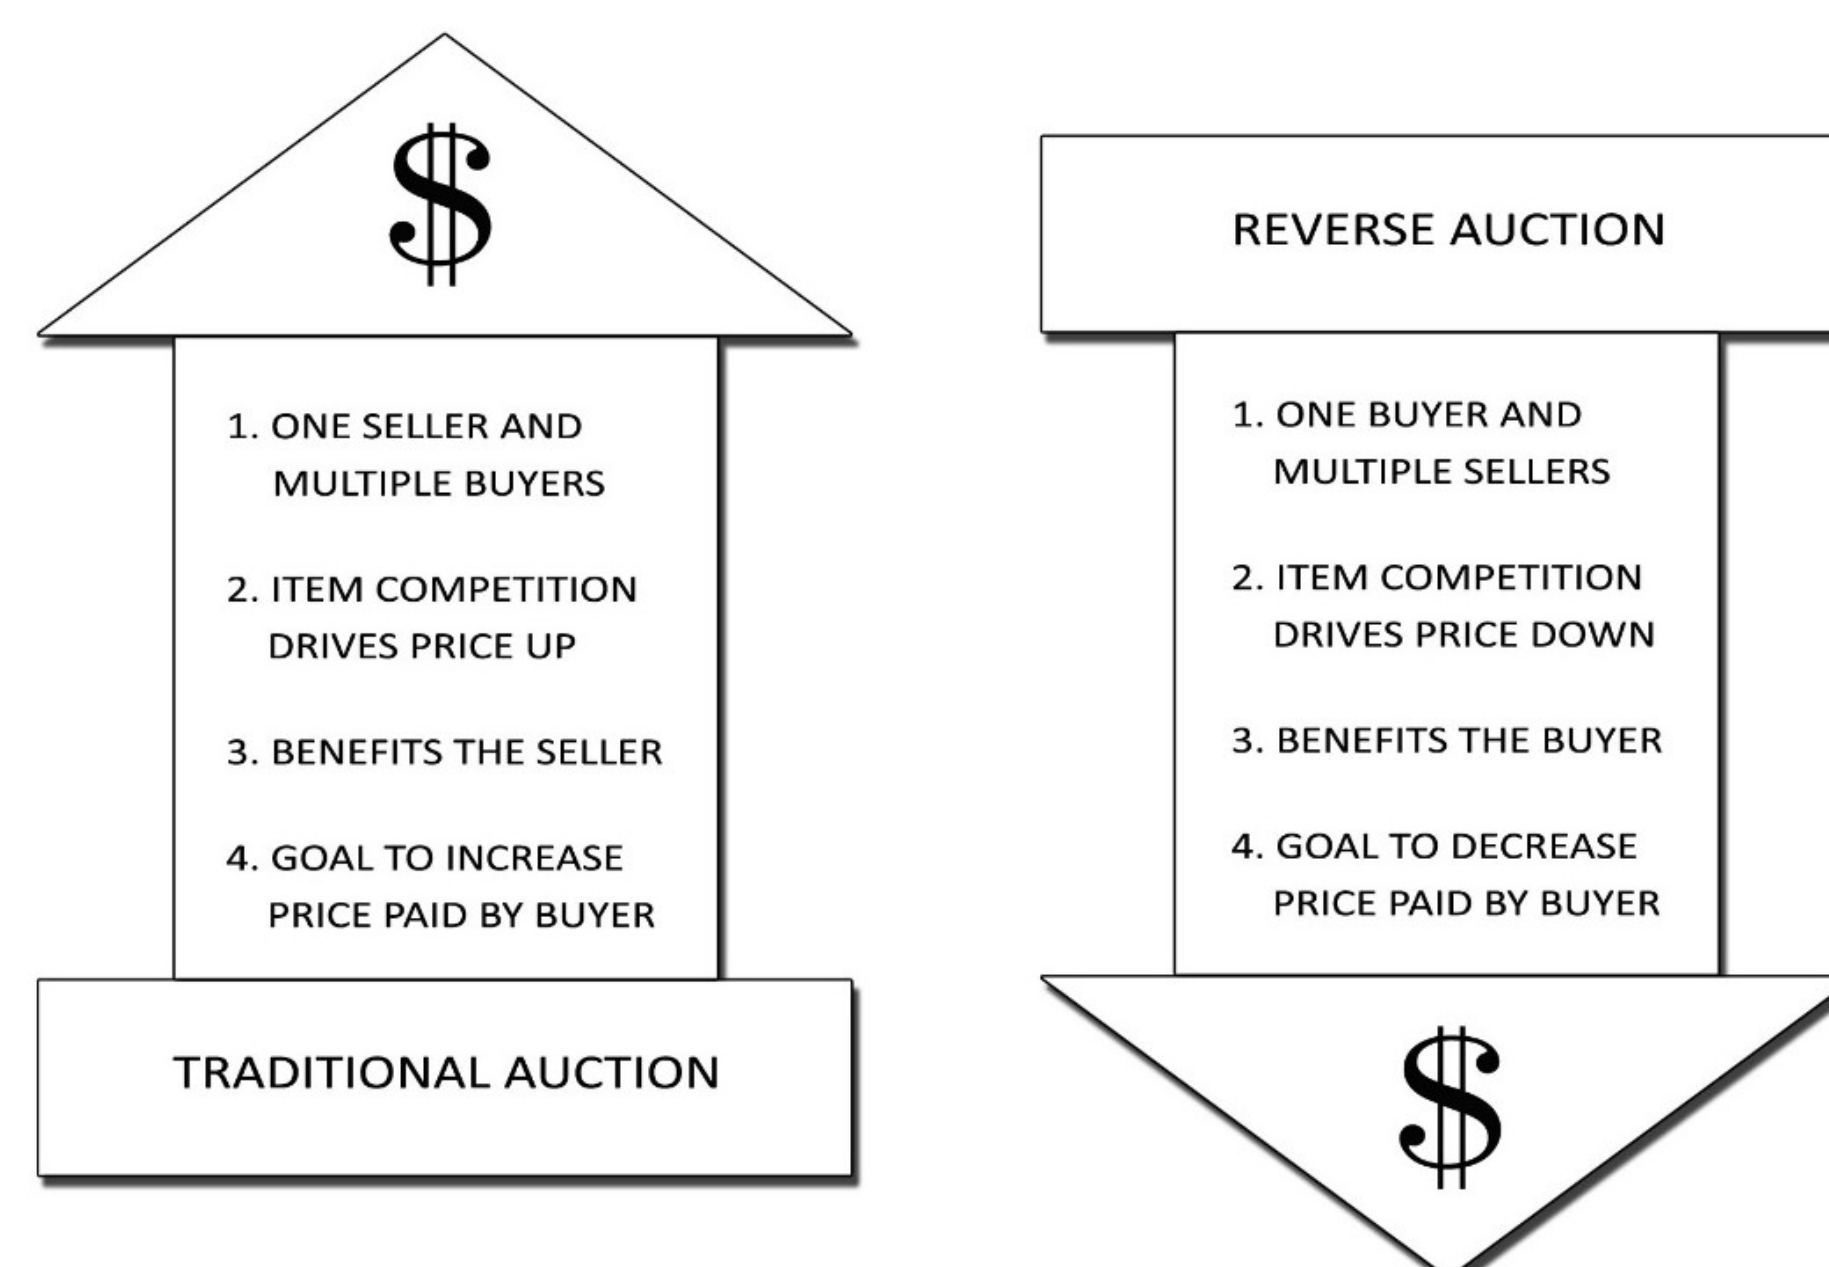 $
1. ONE SELLER AND
MULTIPLE BUYERS
2. ITEM COMPETITION
DRIVES PRICE UP
3. BENEFITS THE SELLER
4. GOAL TO INCREASE
PRICE PAID BY BUYER
TRADITIONAL AUCTION
REVERSE AUCTION
1. ONE BUYER AND
MULTIPLE SELLERS
2. ITEM COMPETITION
DRIVES PRICE DOWN
3. BENEFITS THE BUYER
4. GOAL TO DECREASE
PRICE PAID BY BUYER
$